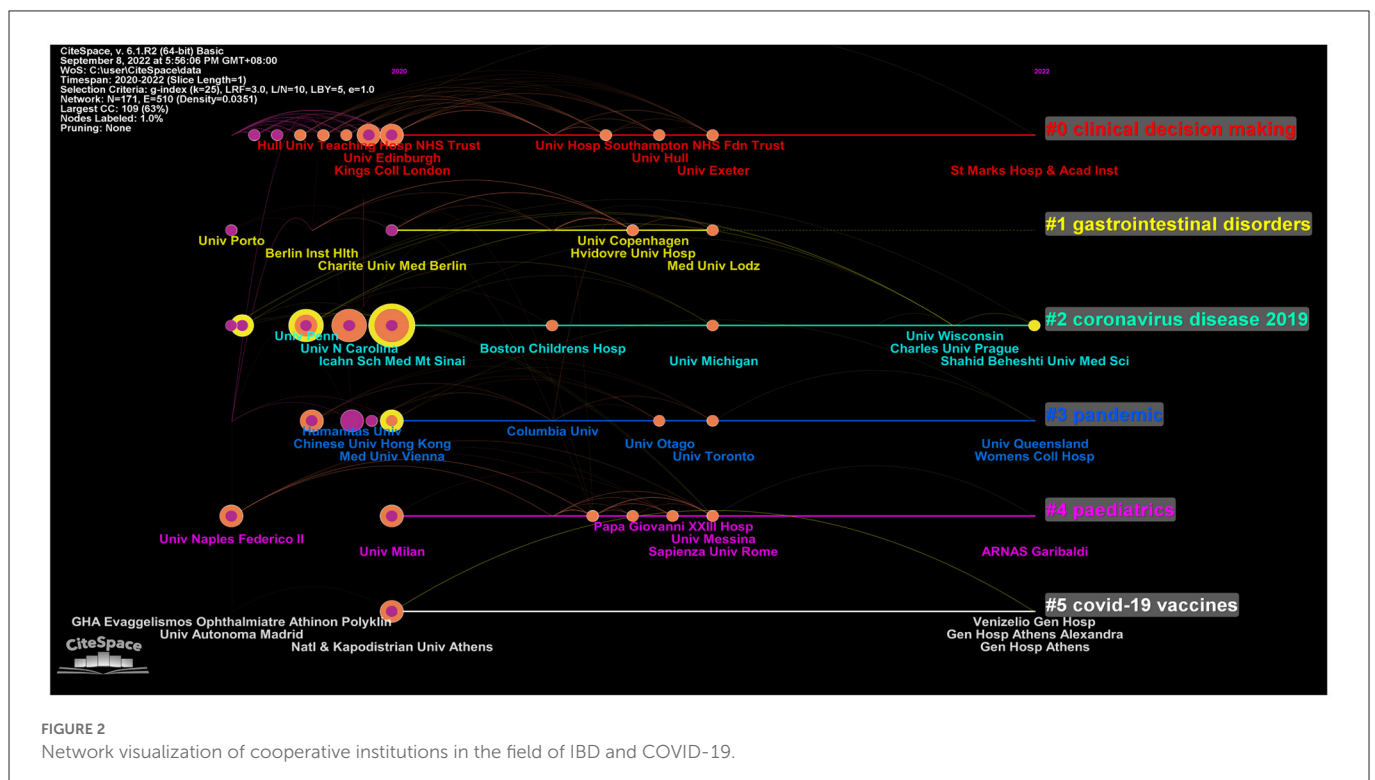 CiteSpace, v. 6.1.R2 (64-bit) Basic
September 8, 2022 at 5:56:06 PM GMT+08:00
WoS: C:\user\CiteSpace\data
Timespan: 2020-2022 (Slice Length=1)
Selection Criteria: g-index (k=25), LRF=3.0, L/N=10, LBY=5, e=1.0
Network: N=171, E=510 (Density=0.0351)
Largest CC: 109 (63%)
Nodes Labeled: 1.0%
Pruning: None
2020
2022
#0 clinical decision making
Hull Univ Teaching Hosp NHS Trust
Univ Edinburgh
Kings Coll London
Univ Hosp Southampton NHS Fdn Trust
Univ Hull
Univ Exeter
St Marks Hosp & Acad Inst
#1 gastrointestinal disorders
Univ Porto
Berlin Inst Hlth
Charite Univ Med Berlin
Univ Copenhagen
Hvidovre Univ Hosp
Med Univ Lodz
#2 coronavirus disease 2019
Univ Penn
Univ N Carolina
Icahn Sch Med Mt Sinai
Boston Childrens Hosp
Univ Michigan
Univ Wisconsin
Charles Univ Prague
Shahid Beheshti Univ Med Sci
#3 pandemic
Humanitas Univ
Chinese Univ Hong Kong
Med Univ Vienna
Columbia Univ
Univ Otago
Univ Toronto
Univ Queensland
Womens Coll Hosp
#4 paediatrics
Univ Naples Federico II
Univ Milan
Papa Giovanni XXIII Hosp
Univ Messina
Sapienza Univ Rome
ARNAS Garibaldi
#5 covid-19 vaccines
GHA Evaggelismos Ophthalmiatre Athinon Polyklin
Univ Autonoma Madrid
Natl & Kapodistrian Univ Athens
Venizelio Gen Hosp
Gen Hosp Athens Alexandra
Gen Hosp Athens
CiteSpace
FIGURE 2
Network visualization of cooperative institutions in the field of IBD and COVID-19.